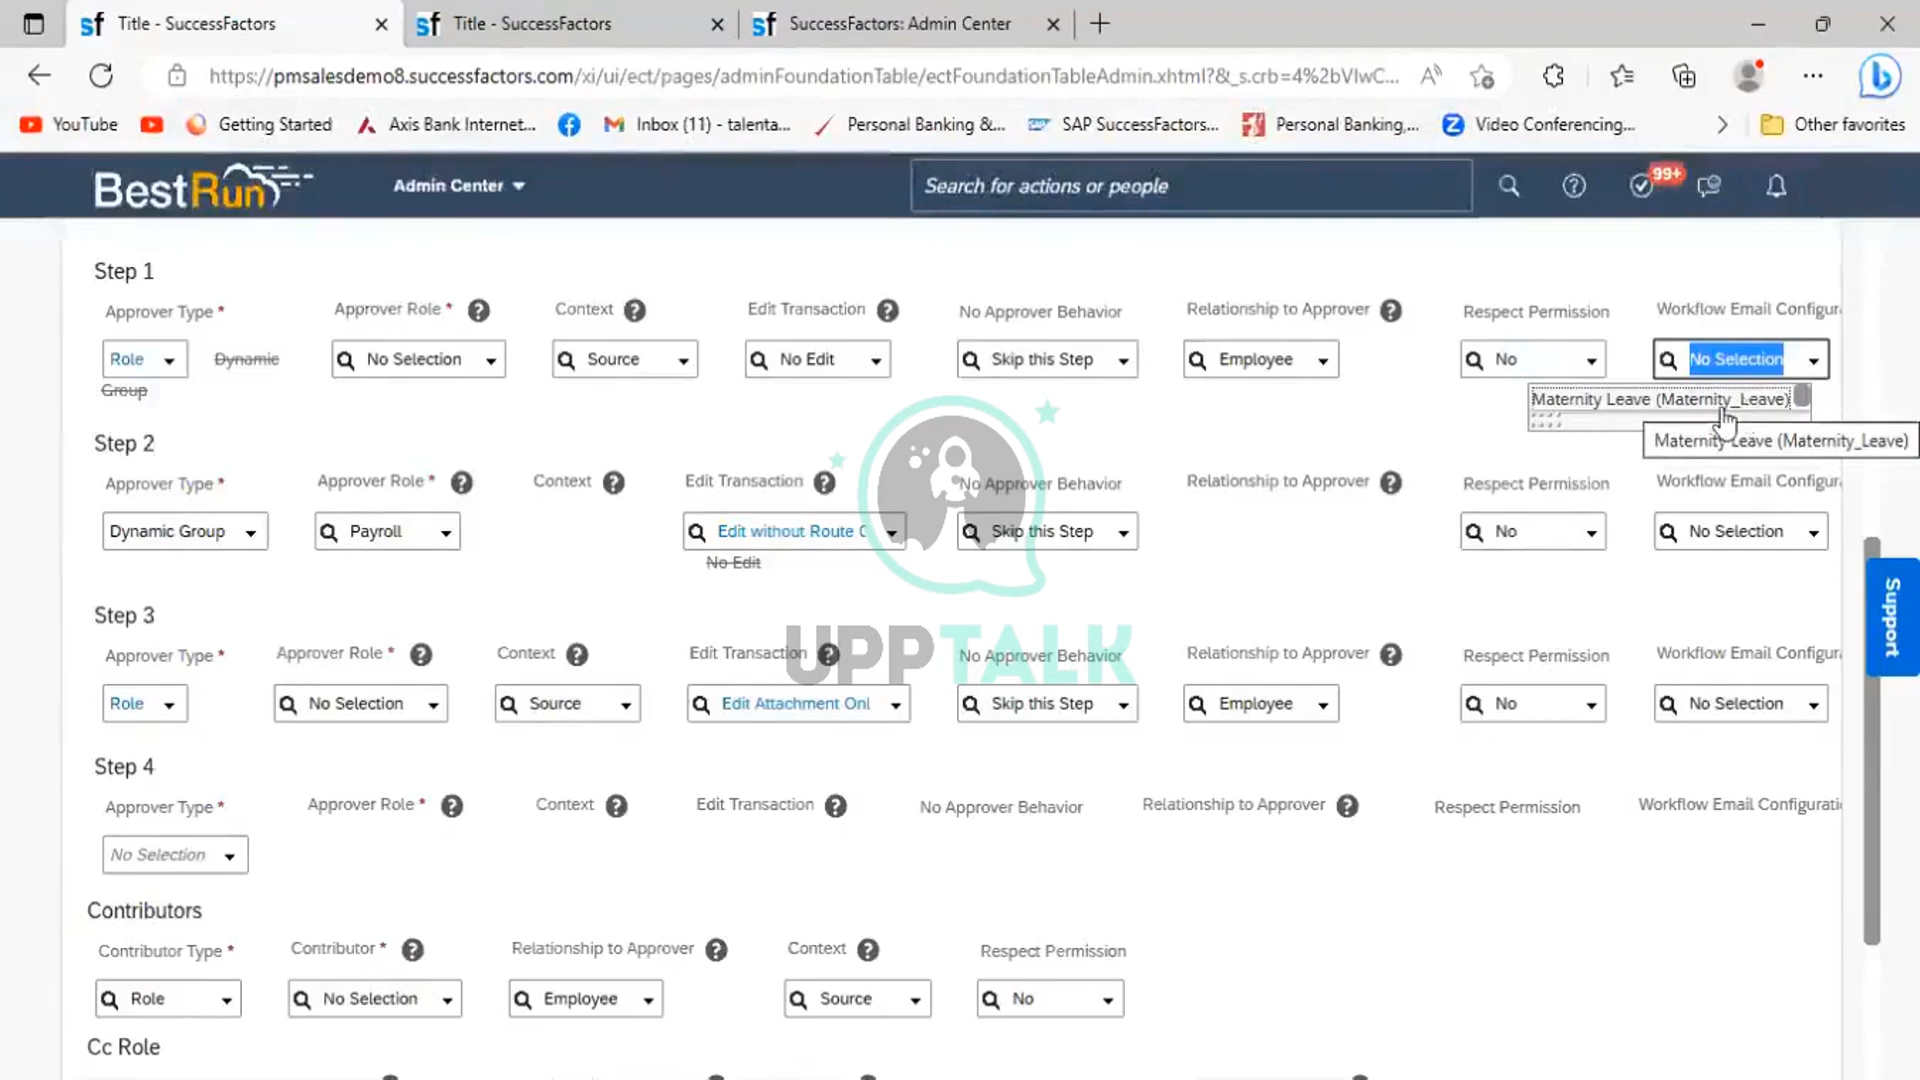 Title - SuccessFactors
Title - SuccessFactors
SuccessFactors: Admin Center
https://pmsalesdemo8.successfactors.com/xi/ui/ect/pages/adminFoundationTable/ectFoundationTableAdmin.xhtml?&_s.crb=4%2bVlwC...
YouTube
Getting Started
Axis Bank Internet...
Inbox (11) - talenta...
Personal Banking &...
SAP SuccessFactors...
Personal Banking,...
Video Conferencing...
Other favorites
BestRun
Admin Center
Search for actions or people
99+
Step 1
Approver Type * Approver Role * Context Edit Transaction No Approver Behavior Relationship to Approver Respect Permission Workflow Email Configur
Role Dynamic Group No Selection Source No Edit Skip this Step Employee No No Selection
Maternity Leave (Maternity_Leave)
Maternity Leave (Maternity_Leave)
Step 2
Approver Type * Approver Role * Context Edit Transaction No Approver Behavior Relationship to Approver Respect Permission Workflow Email Configur
Dynamic Group Payroll Edit without Route C Skip this Step No No Selection
No Edit
Step 3
Approver Type * Approver Role * Context Edit Transaction No Approver Behavior Relationship to Approver Respect Permission Workflow Email Configur
Role No Selection Source Edit Attachment Onl Skip this Step Employee No No Selection
Step 4
Approver Type * Approver Role * Context Edit Transaction No Approver Behavior Relationship to Approver Respect Permission Workflow Email Configurati
No Selection
Contributors
Contributor Type * Contributor * Relationship to Approver Context Respect Permission
Role No Selection Employee Source No
Cc Role
Support
UPPTALK